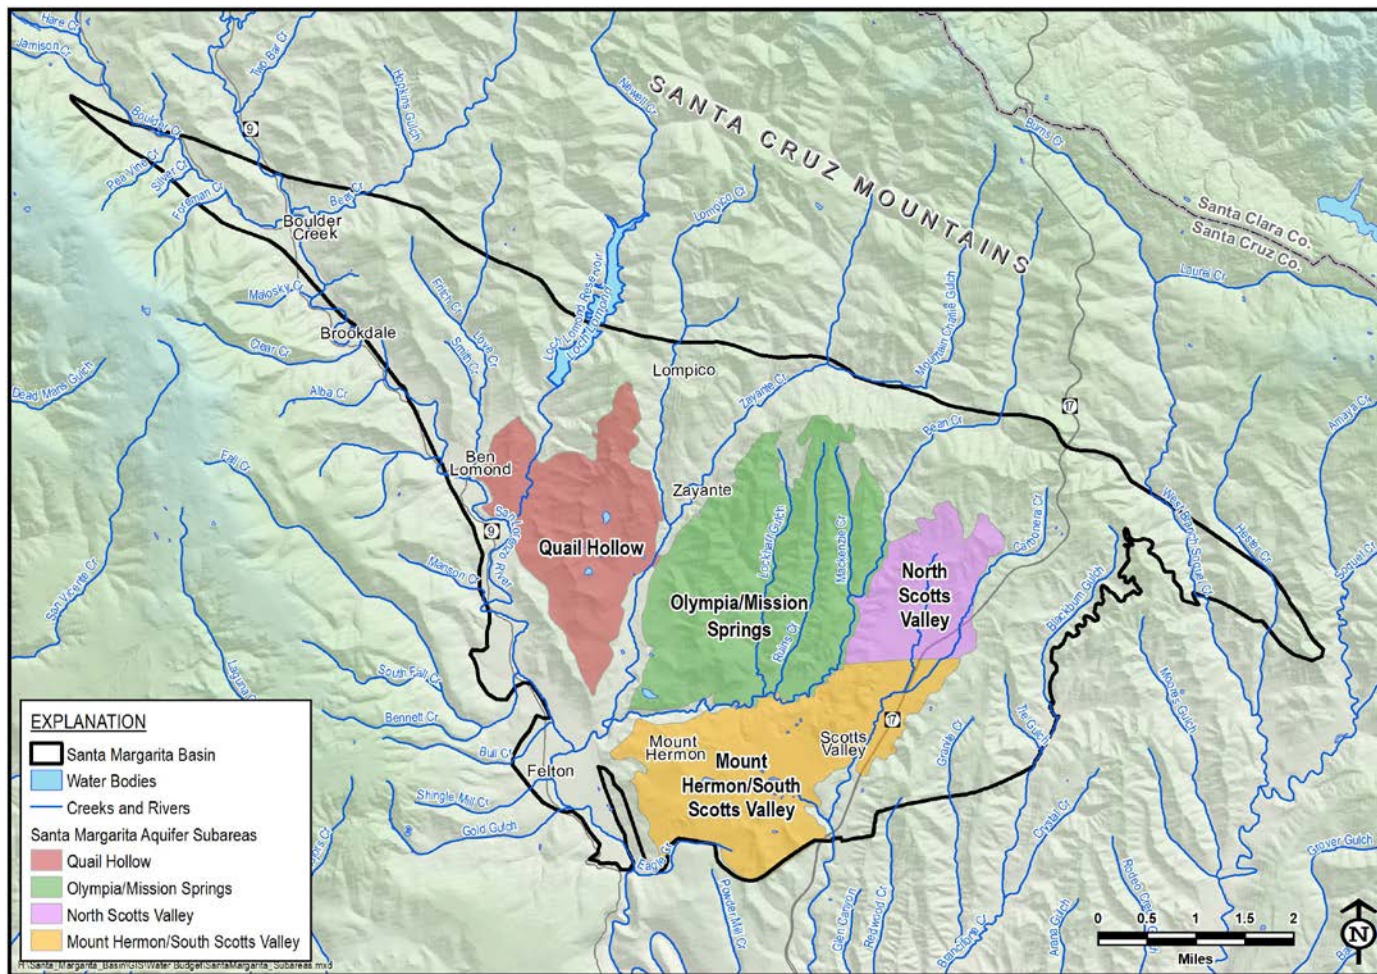 Hare Cr
Jamison Cr
Two Bar Cr
Hopkins Gulch
Newell Cr
SANTA CRUZ MOUNTAINS
Burns Cr
9
Boulder Cr
Pea Vine Cr
Silver Cr
Foreman Cr
Bear Cr
Boulder
Creek
Lompico Cr
Santa Clara Co.
Santa Cruz Co.
Laurel Cr
Malosky Cr
Fritch Cr
Love Cr
Smith Cr
Loch Lomond Reservoir
Loch Lomond
Mountain Charlie Gulch
Brookdale
Clear Cr
Dead Mans Gulch
Alba Cr
Lompico
Zayante Cr
17
Amaya Cr
Bean Cr
Fall Cr
Ben
Lomond
Zayante
San Lorenzo River
9
Quail Hollow
Lockhart Gulch
Mackenzie Cr
Carbonera Cr
West Branch Soquel Cr
Hester Cr
Soquel Cr
San Vicente Cr
Manson Cr
North
Scotts
Valley
Blackburn Gulch
Olympia/Mission
Springs
Ruins Cr
Laguna
South Fall Cr
Bennett Cr
Bull Cr
Moores Gulch
Tie Gulch
Granite Cr
17
Mount
Hermon
Scotts
Valley
Mount
Hermon/South
Scotts Valley
Felton
Shingle Mill Cr
Gold Gulch
Eagle Cr
Powder Mill Cr
Glen Canyon
Redwood Cr
Branciforte Cr
Crystal Cr
Arana Gulch
Rodeo Cre
Gulch
Grover Gulch
EXPLANATION
Santa Margarita Basin
Water Bodies
Creeks and Rivers
Santa Margarita Aquifer Subareas
Quail Hollow
Olympia/Mission Springs
North Scotts Valley
Mount Hermon/South Scotts Valley
0 0.5 1 1.5 2
Miles
N